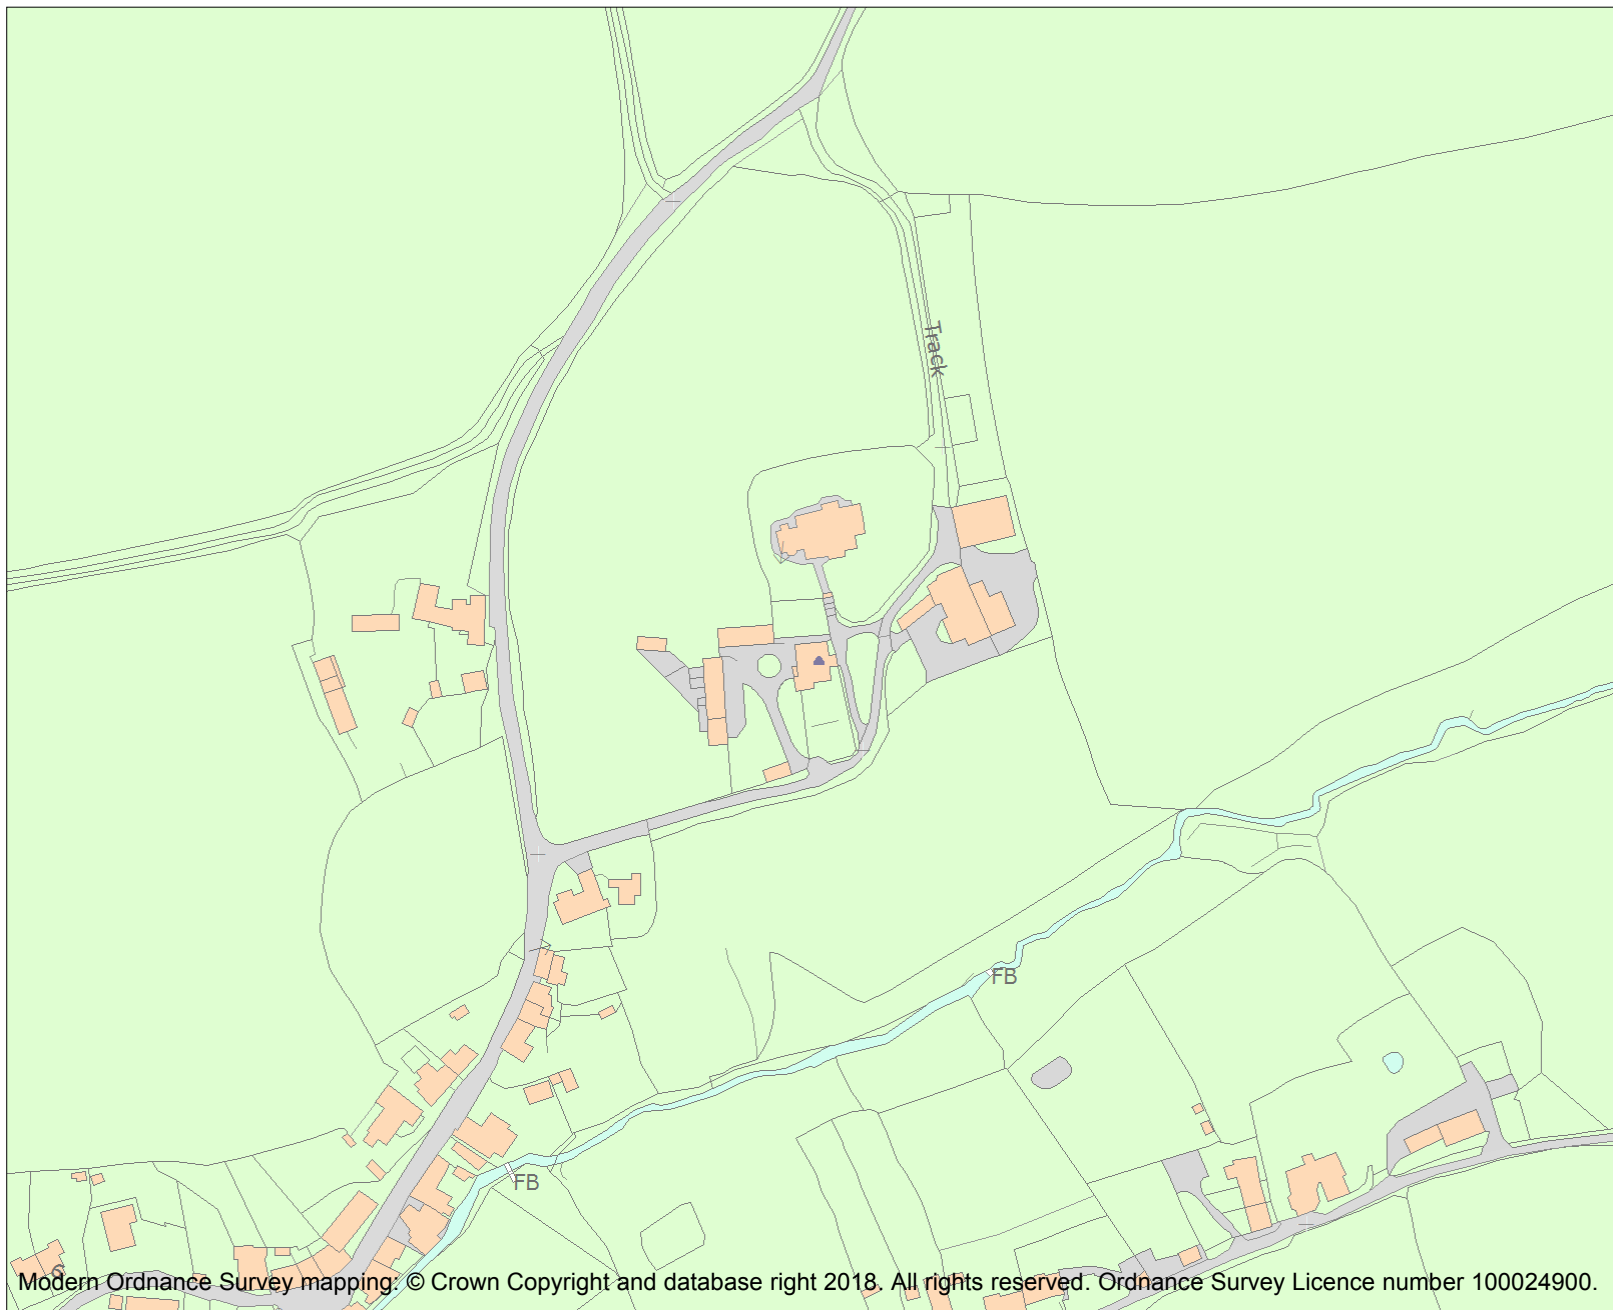 Track
FB
FB
Modern Ordnance Survey mapping: © Crown Copyright and database right 2018. All rights reserved. Ordnance Survey Licence number 100024900.